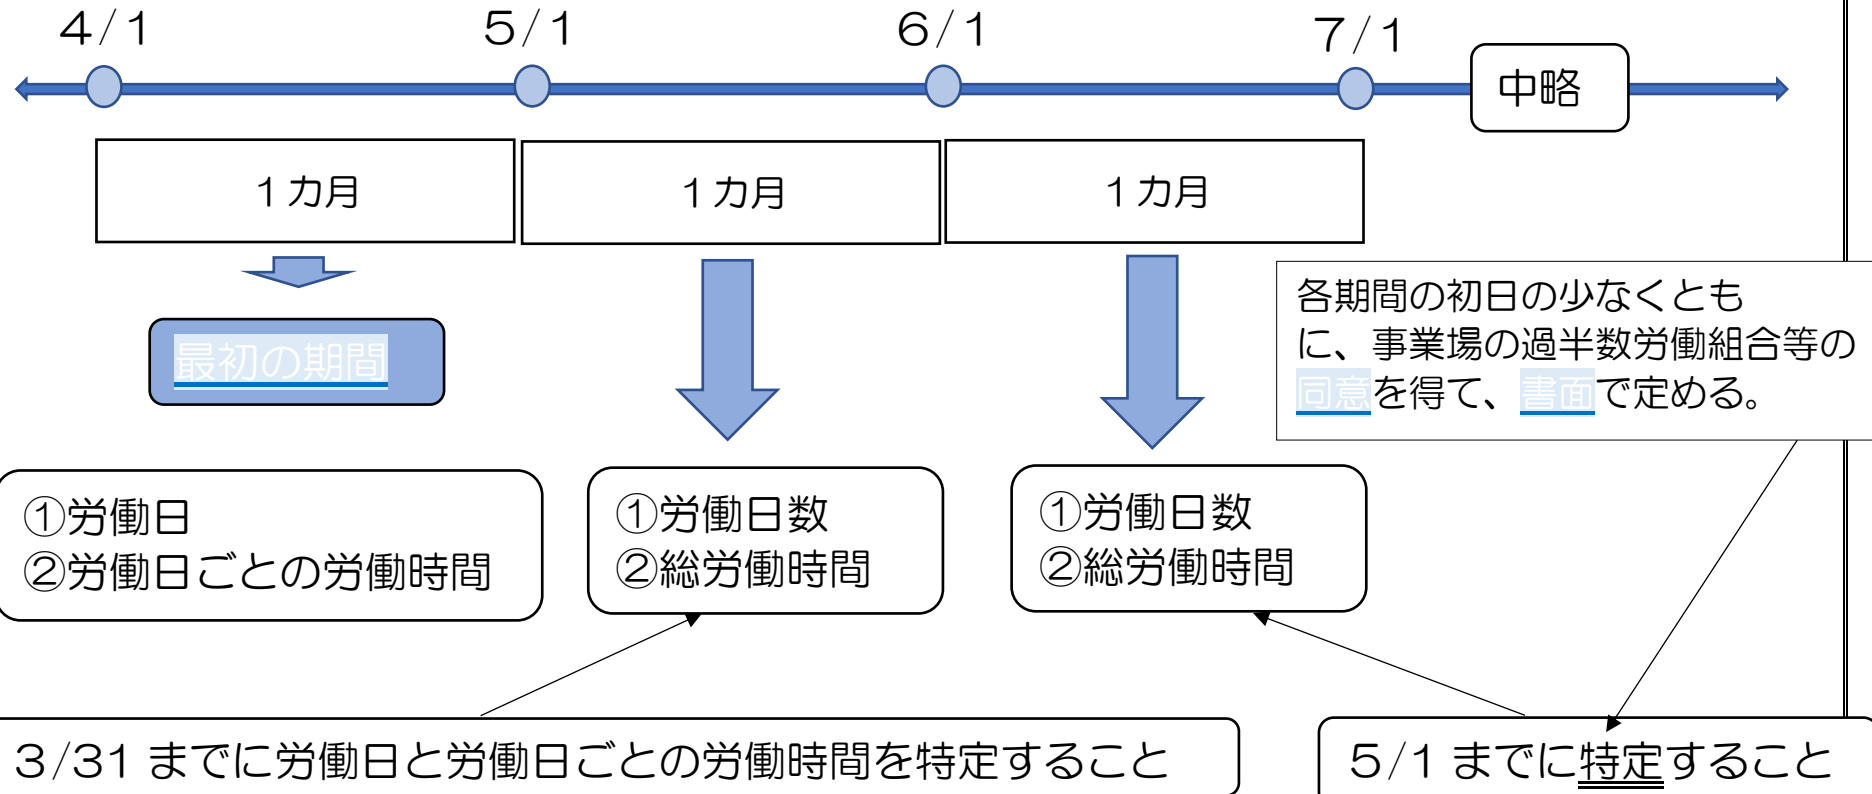 4/1
5/1
6/1
7/1
中略
1カ月
1カ月
1カ月
最初の期間
各期間の初日の少なくとも
に、事業場の過半数労働組合等の
同意を得て、書面で定める。
①労働日
②労働日ごとの労働時間
①労働日数
②総労働時間
①労働日数
②総労働時間
3/31 までに労働日と労働日ごとの労働時間を特定すること
5/1 までに特定すること